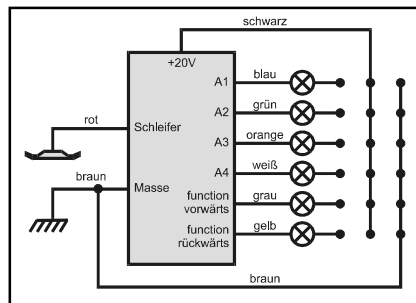 schwarz
+20V
A1 blau
A2 grün
rot
Schleifer
A3 orange
A4 weiß
braun
Masse
function vorwärts
grau
function rückwärts
gelb
braun